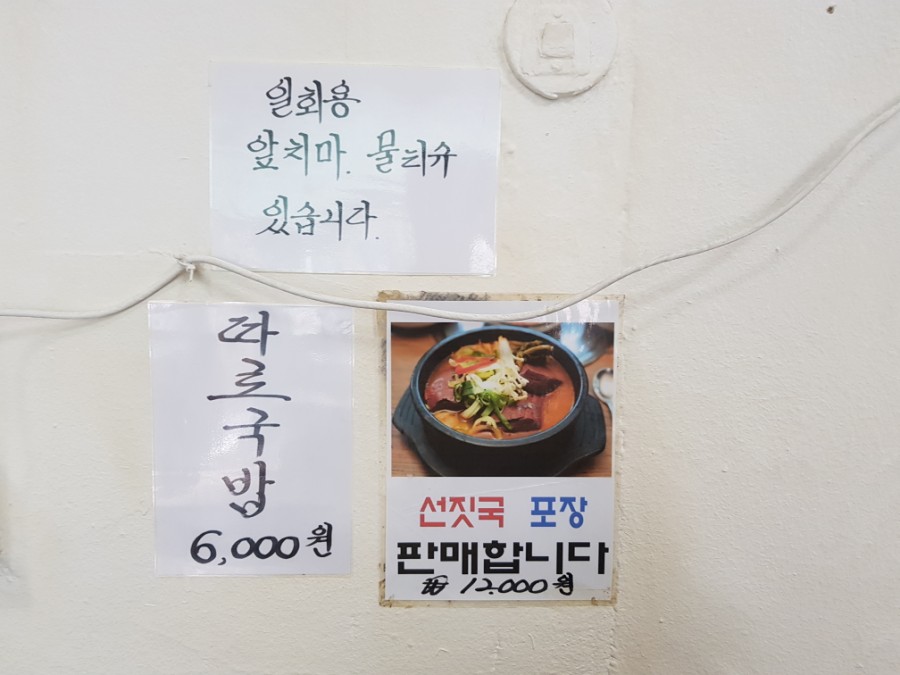 일회용
앞치마. 물티슈
있습니다.
따로국밥
6,000원
선짓국 포장
판매합니다
12,000원